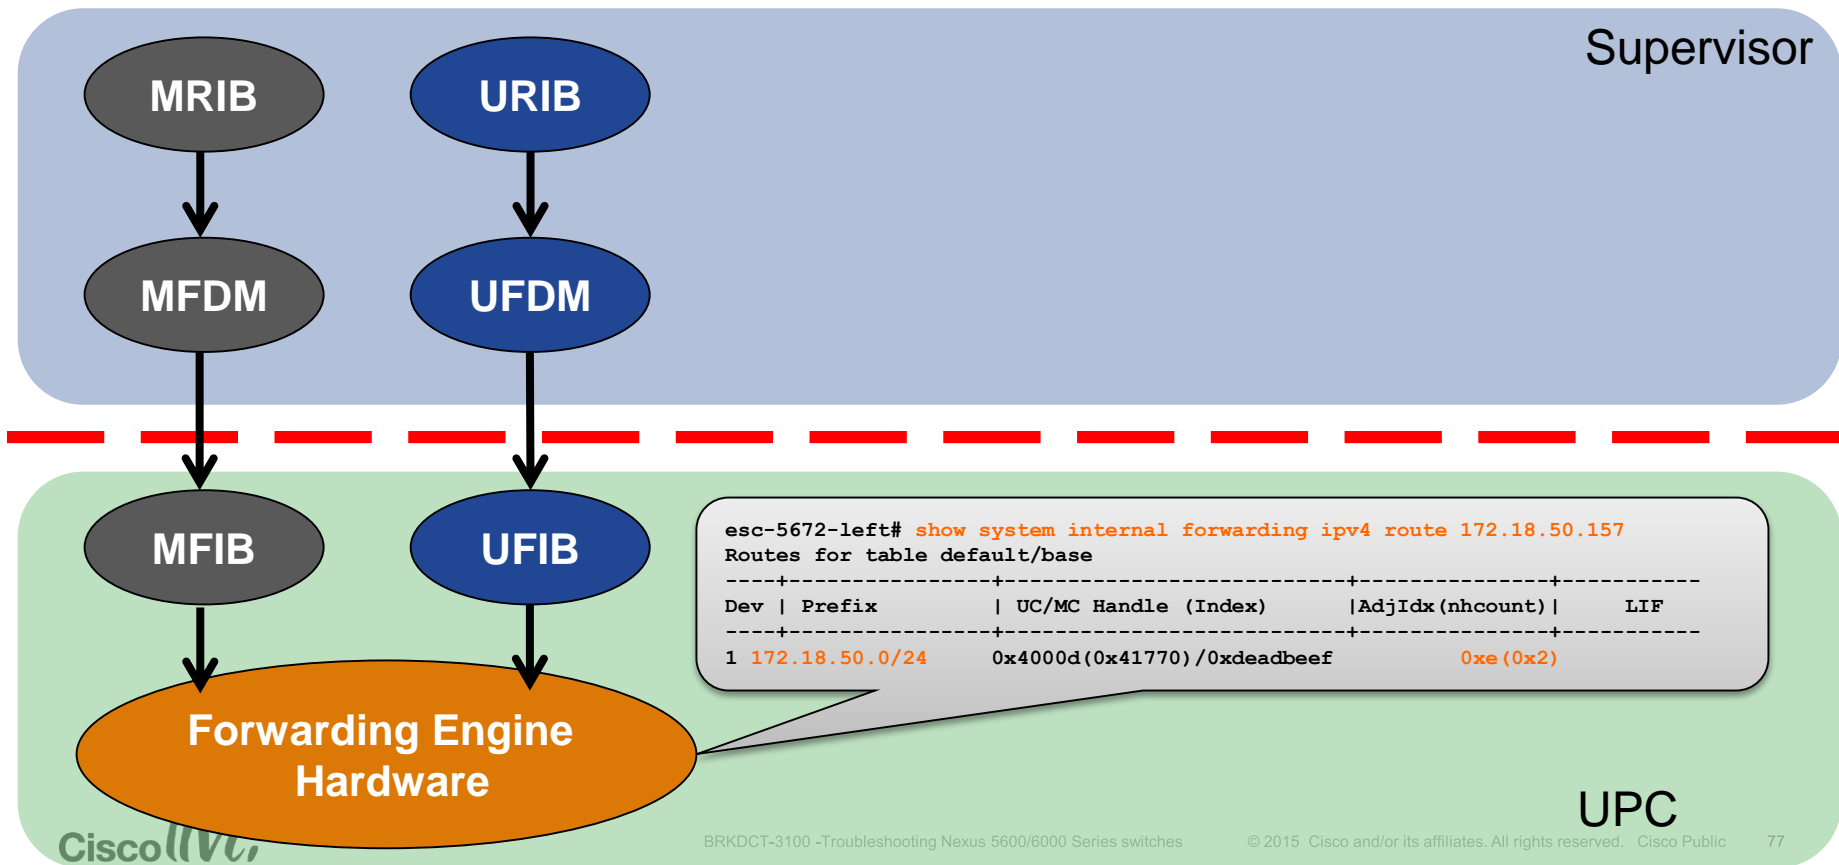 Supervisor
MRIB
URIB
MFDM
UFDM
MFIB
UFIB
esc-5672-left# show system internal forwarding ipv4 route 172.18.50.157
Routes for table default/base
----+----------------+---------------------------+---------------+-----------
Dev | Prefix         | UC/MC Handle (Index)      |AdjIdx(nhcount)|     LIF
----+----------------+---------------------------+---------------+-----------
1 172.18.50.0/24     0x4000d(0x41770)/0xdeadbeef          0xe(0x2)
Forwarding Engine
Hardware
UPC
Cisco live!
BRKDCT-3100 -Troubleshooting Nexus 5600/6000 Series switches © 2015 Cisco and/or its affiliates. All rights reserved. Cisco Public 77